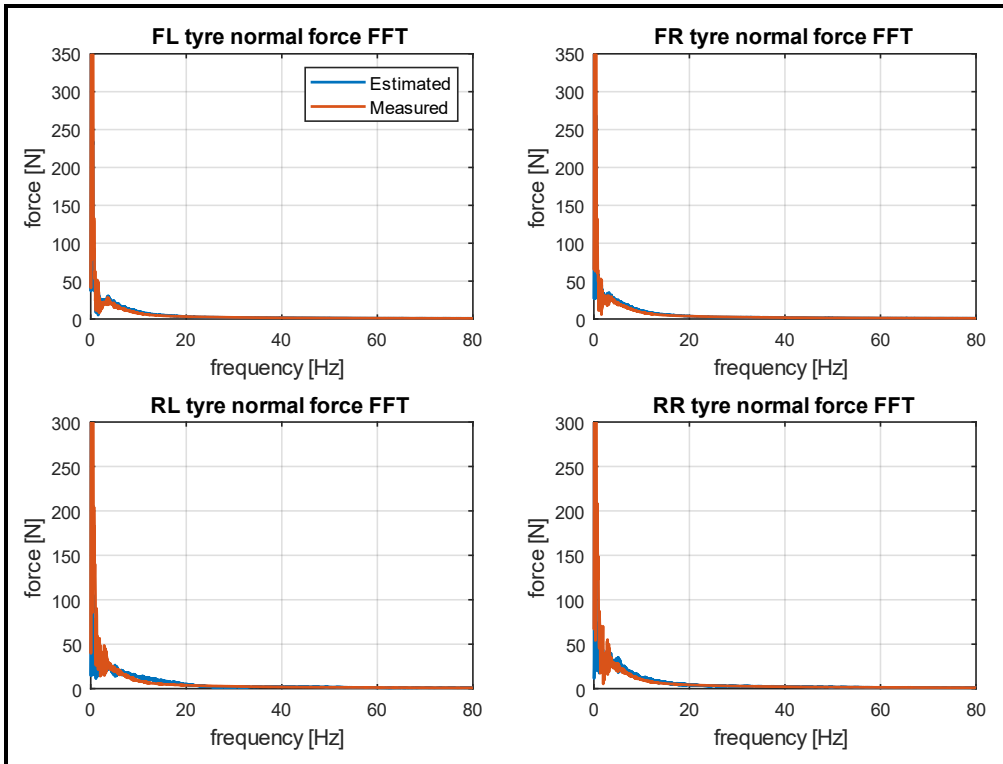 FL tyre normal force FFT
350
300
250
200
150
100
50
0
force [N]
Estimated
Measured
0 20 40 60 80
frequency [Hz]
FR tyre normal force FFT
350
300
250
200
150
100
50
0
force [N]
0 20 40 60 80
frequency [Hz]
RL tyre normal force FFT
300
250
200
150
100
50
0
force [N]
0 20 40 60 80
frequency [Hz]
RR tyre normal force FFT
300
250
200
150
100
50
0
force [N]
0 20 40 60 80
frequency [Hz]